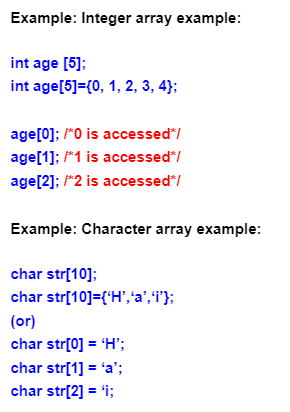 Example: Integer array example:
int age [5];
int age[5]={0, 1, 2, 3, 4};
age[0]; /*0 is accessed*/
age[1]; /*1 is accessed*/
age[2]; /*2 is accessed*/
Example: Character array example:
char str[10];
char str[10]={‘H’,‘a’,‘i’};
(or)
char str[0] = ‘H’;
char str[1] = ‘a’;
char str[2] = ‘i;